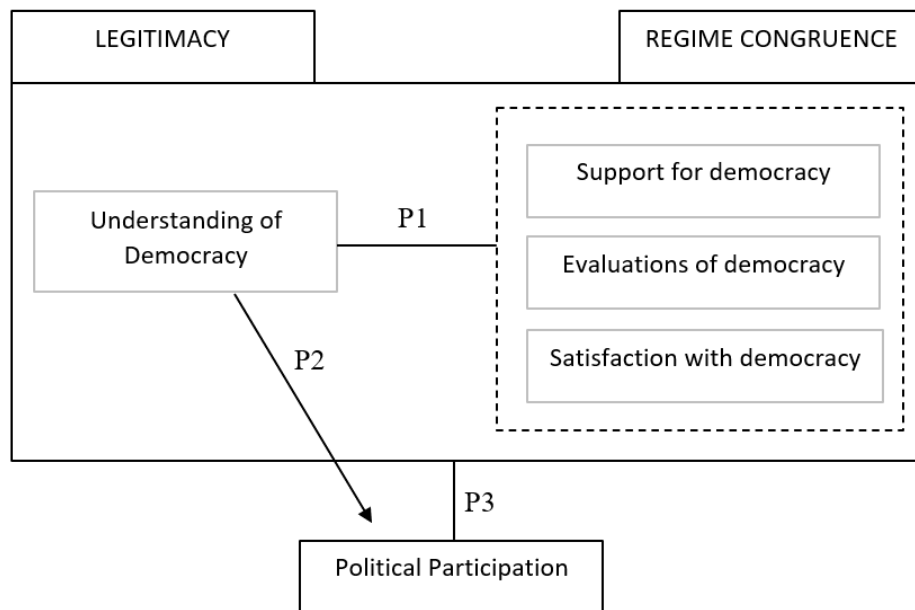 LEGITIMACY
REGIME CONGRUENCE
Support for democracy
Understanding of
Democracy
P1
Evaluations of democracy
Satisfaction with democracy
P2
P3
Political Participation